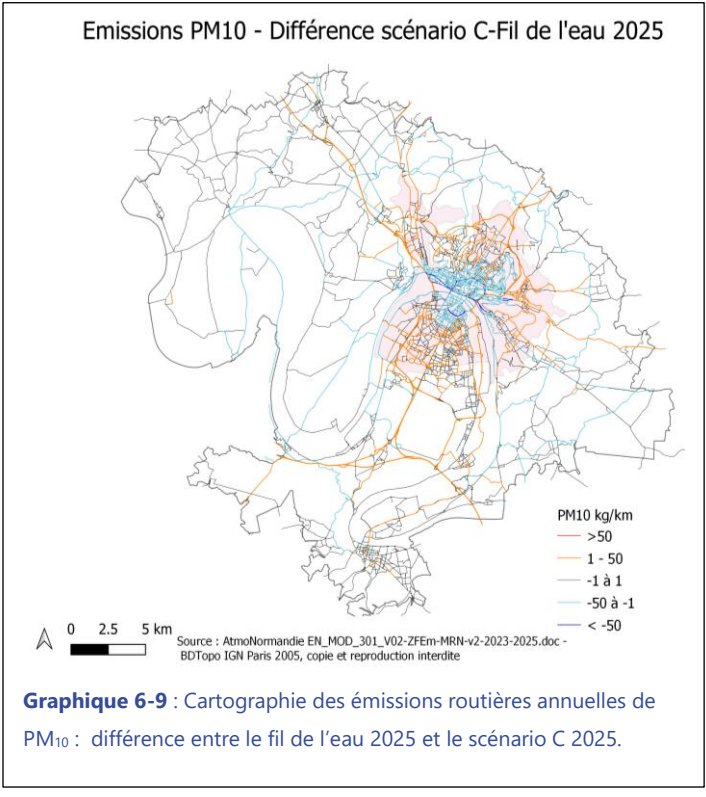 Emissions PM10 - Différence scénario C-Fil de l'eau 2025
PM10 kg/km
>50
1 - 50
-1 à 1
-50 à -1
< -50
0 2.5 5 km
Source : AtmoNormandie EN_MOD_301_V02-ZFEm-MRN-v2-2023-2025.doc -
BDTopo IGN Paris 2005, copie et reproduction interdite
Graphique 6-9 : Cartographie des émissions routières annuelles de
PM₁₀ : différence entre le fil de l’eau 2025 et le scénario C 2025.